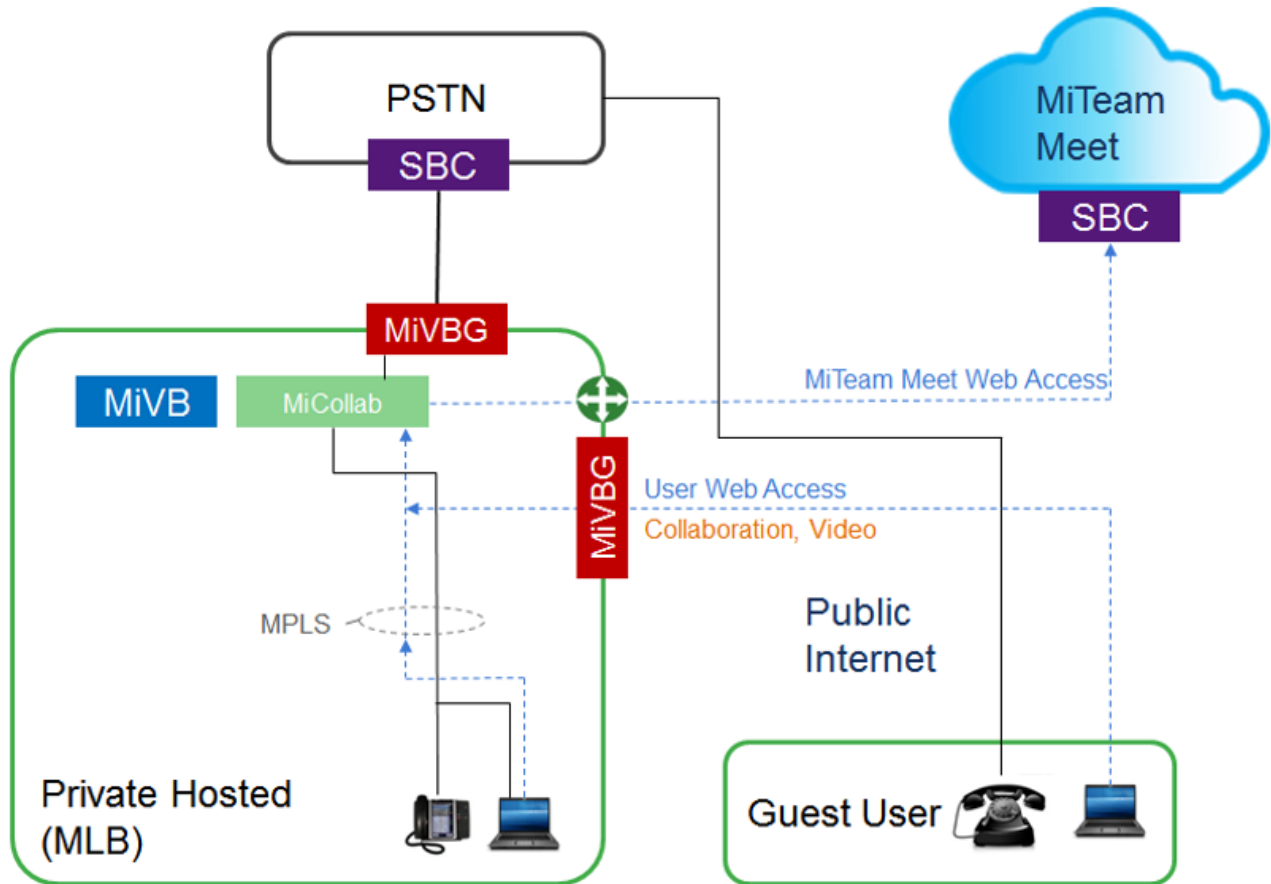 PSTN
SBC
MiTeam
Meet
SBC
MiVBG
MiVB
MiCollab
MiTeam Meet Web Access
MiVBG
User Web Access
Collaboration, Video
MPLS
Public
Internet
Private Hosted
(MLB)
Guest User